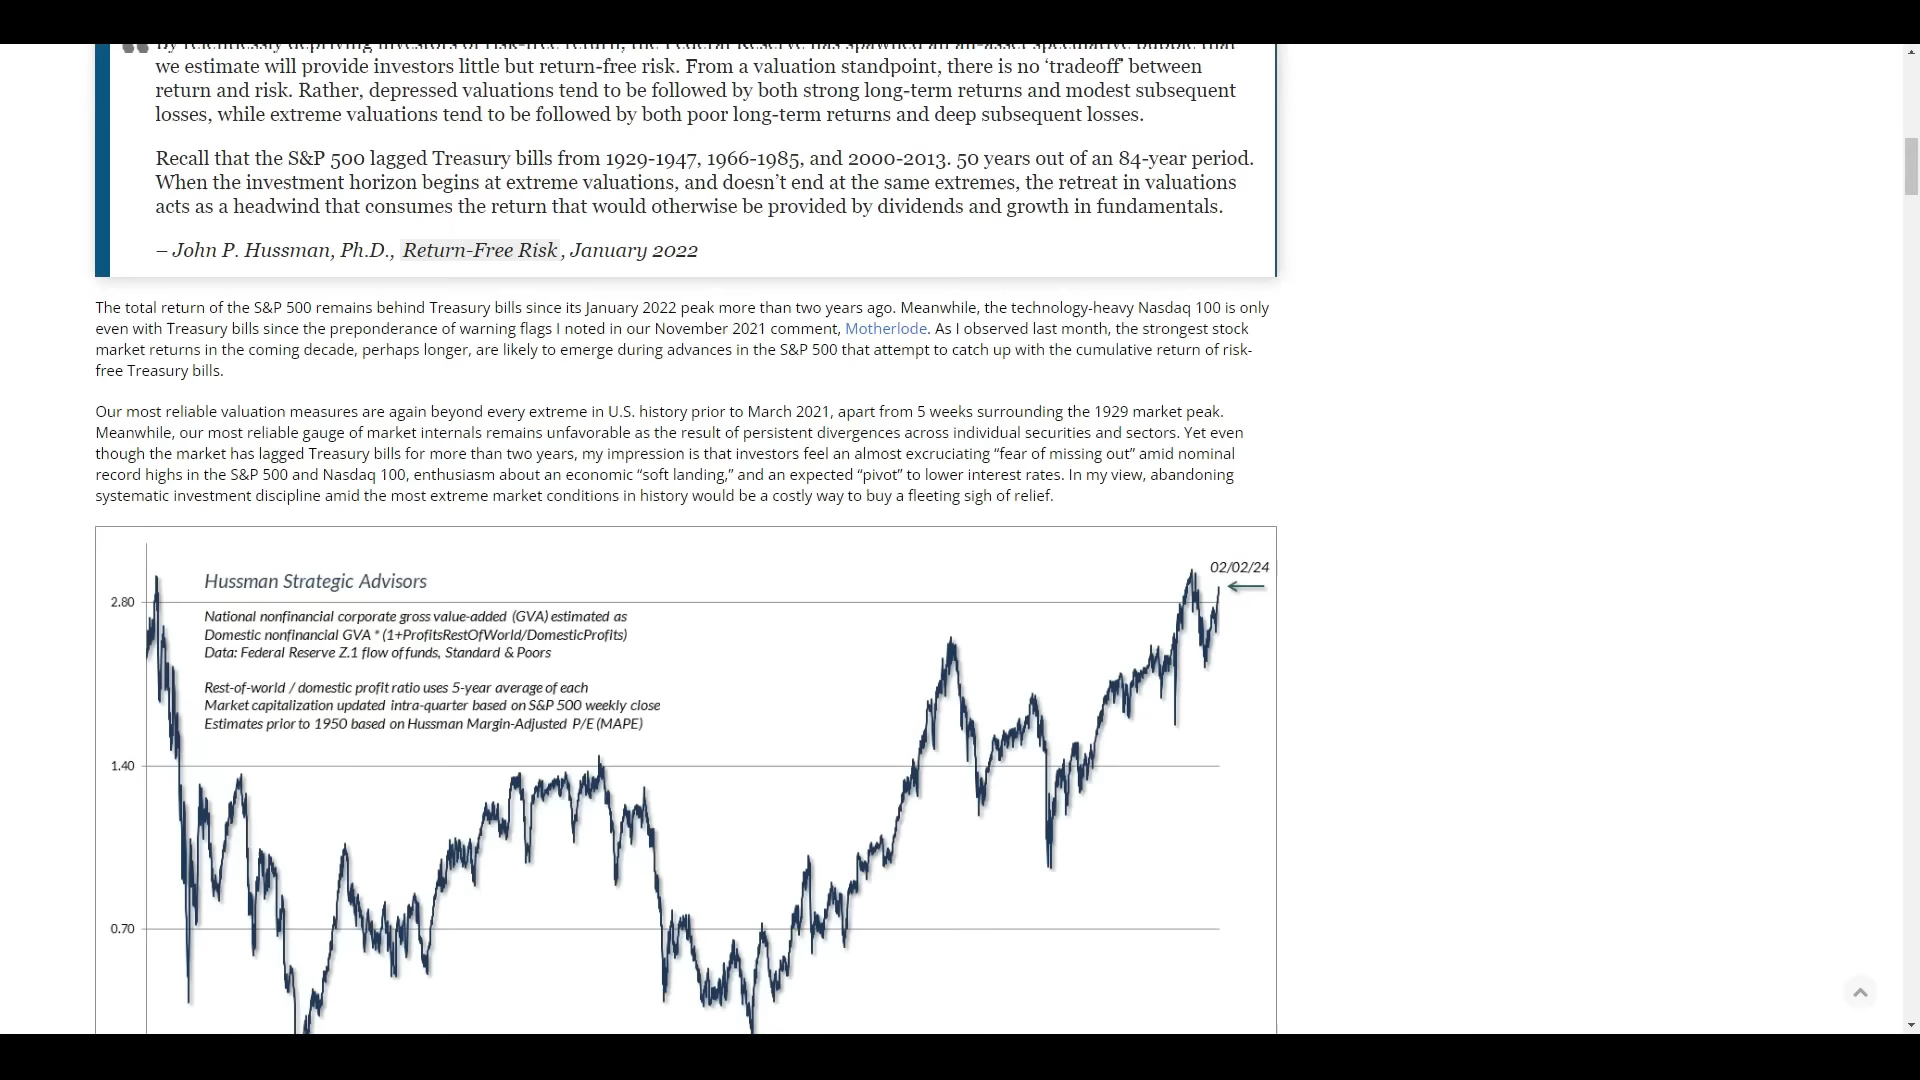 By relentlessly depriving investors of risk-free return, the Federal Reserve has spawned an all-asset speculative bubble that
we estimate will provide investors little but return-free risk. From a valuation standpoint, there is no ‘tradeoff’ between
return and risk. Rather, depressed valuations tend to be followed by both strong long-term returns and modest subsequent
losses, while extreme valuations tend to be followed by both poor long-term returns and deep subsequent losses.
Recall that the S&P 500 lagged Treasury bills from 1929-1947, 1966-1985, and 2000-2013. 50 years out of an 84-year period.
When the investment horizon begins at extreme valuations, and doesn’t end at the same extremes, the retreat in valuations
acts as a headwind that consumes the return that would otherwise be provided by dividends and growth in fundamentals.
– John P. Hussman, Ph.D., Return-Free Risk, January 2022
The total return of the S&P 500 remains behind Treasury bills since its January 2022 peak more than two years ago. Meanwhile, the technology-heavy Nasdaq 100 is only
even with Treasury bills since the preponderance of warning flags I noted in our November 2021 comment, Motherlode. As I observed last month, the strongest stock
market returns in the coming decade, perhaps longer, are likely to emerge during advances in the S&P 500 that attempt to catch up with the cumulative return of risk-
free Treasury bills.
Our most reliable valuation measures are again beyond every extreme in U.S. history prior to March 2021, apart from 5 weeks surrounding the 1929 market peak.
Meanwhile, our most reliable gauge of market internals remains unfavorable as the result of persistent divergences across individual securities and sectors. Yet even
though the market has lagged Treasury bills for more than two years, my impression is that investors feel an almost excruciating “fear of missing out” amid nominal
record highs in the S&P 500 and Nasdaq 100, enthusiasm about an economic “soft landing,” and an expected “pivot” to lower interest rates. In my view, abandoning
systematic investment discipline amid the most extreme market conditions in history would be a costly way to buy a fleeting sigh of relief.
02/02/24
Hussman Strategic Advisors
2.80
National nonfinancial corporate gross value-added (GVA) estimated as
Domestic nonfinancial GVA * (1+ProfitsRestOfWorld/DomesticProfits)
Data: Federal Reserve Z.1 flow of funds, Standard & Poors
Rest-of-world / domestic profit ratio uses 5-year average of each
Market capitalization updated intra-quarter based on S&P 500 weekly close
Estimates prior to 1950 based on Hussman Margin-Adjusted P/E (MAPE)
1.40
0.70